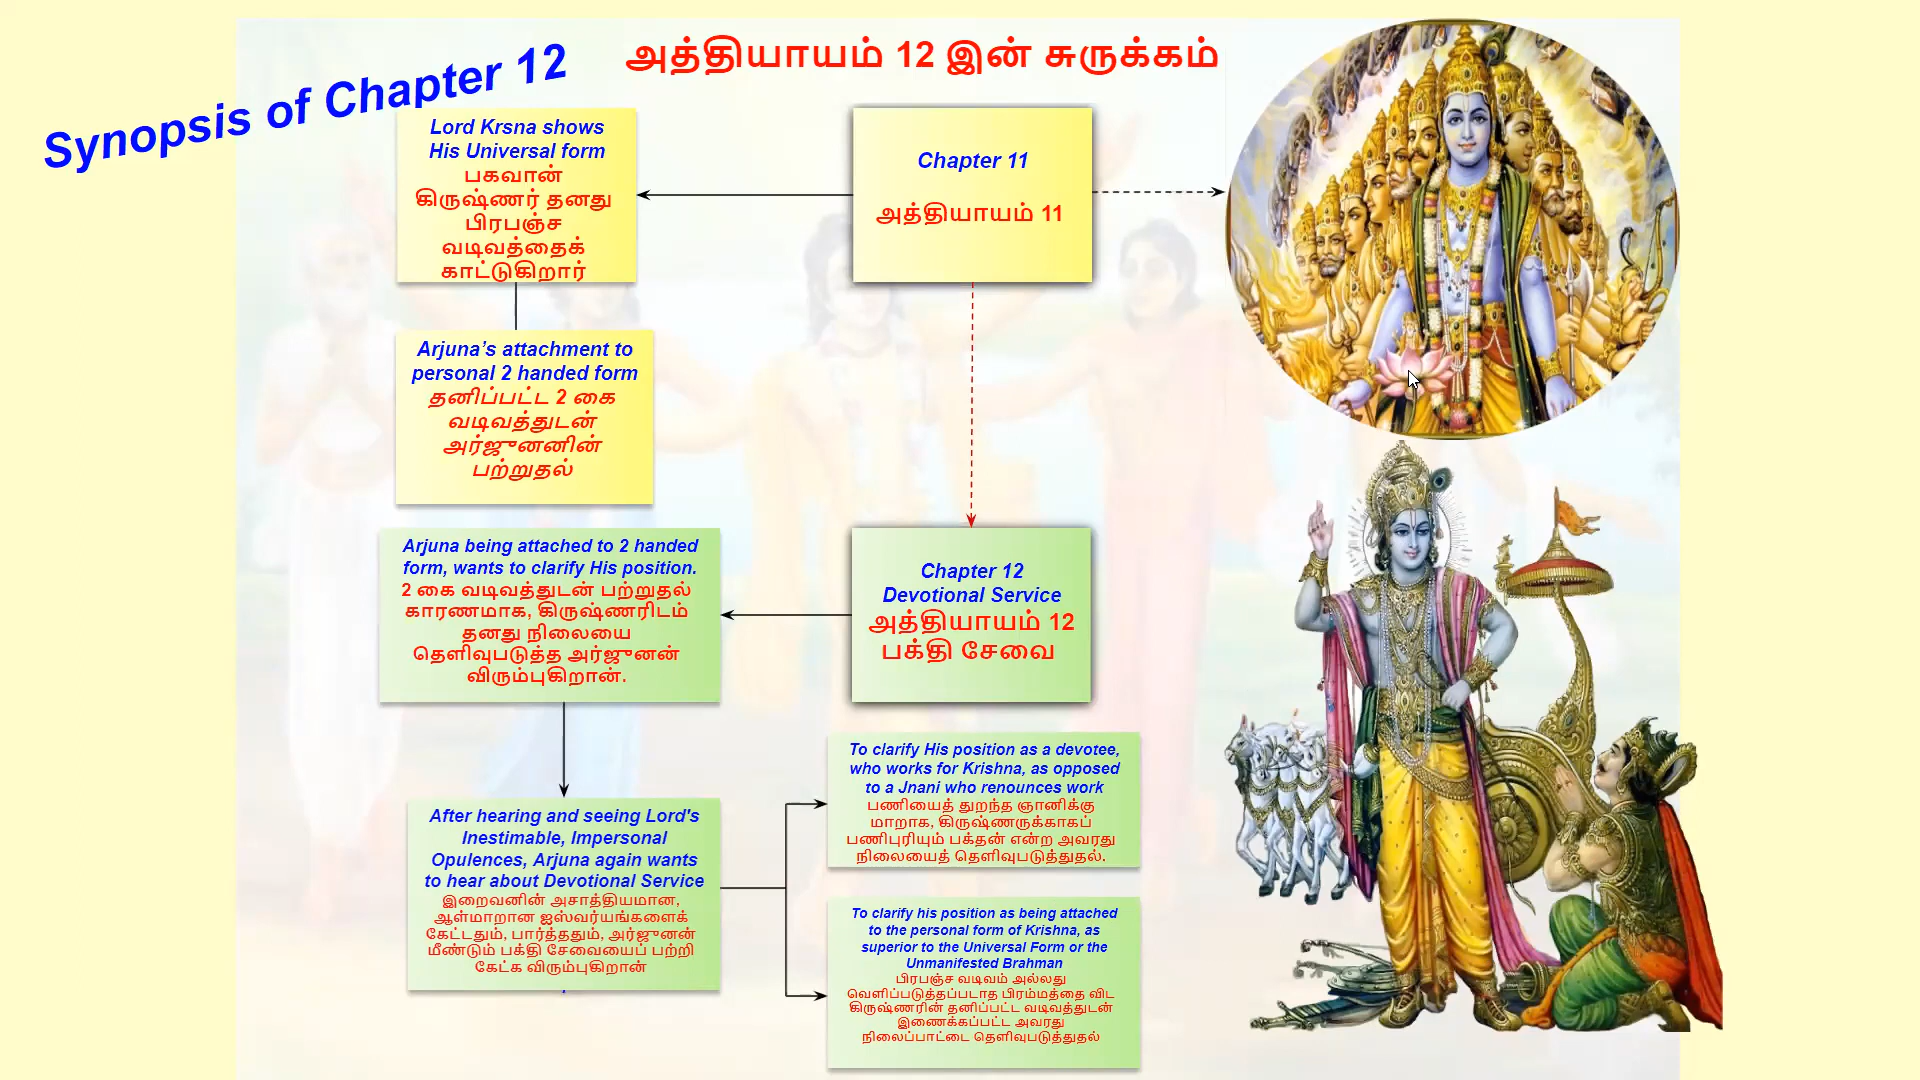 Synopsis of Chapter 12
அத்தியாயம் 12 இன் சுருக்கம்
Lord Krsna shows
His Universal form
பகவான்
கிருஷ்ணர் தனது
பிரபஞ்ச
வடிவத்தைக்
காட்டுகிறார்
Chapter 11
அத்தியாயம் 11
Arjuna’s attachment to
personal 2 handed form
தனிப்பட்ட 2 கை
வடிவத்துடன்
அர்ஜுனனின்
பற்றுதல்
Arjuna being attached to 2 handed
form, wants to clarify His position.
2 கை வடிவத்துடன் பற்றுதல்
காரணமாக, கிருஷ்ணரிடம்
தனது நிலையை
தெளிவுபடுத்த அர்ஜுனன்
விரும்புகிறான்.
Chapter 12
Devotional Service
அத்தியாயம் 12
பக்தி சேவை
After hearing and seeing Lord's
Inestimable, Impersonal
Opulences, Arjuna again wants
to hear about Devotional Service
இறைவனின் அசாத்தியமான,
ஆள்மாறான ஐஸ்வர்யங்களைக்
கேட்டதும், பார்த்ததும், அர்ஜுனன்
மீண்டும் பக்தி சேவையைப் பற்றி
கேட்க விரும்புகிறான்
To clarify His position as a devotee,
who works for Krishna, as opposed
to a Jnani who renounces work
பணியைத் துறந்த ஞானிக்கு
மாறாக, கிருஷ்ணருக்காகப்
பணிபுரியும் பக்தன் என்ற அவரது
நிலையைத் தெளிவுபடுத்துதல்.
To clarify his position as being attached
to the personal form of Krishna, as
superior to the Universal Form or the
Unmanifested Brahman
பிரபஞ்ச வடிவம் அல்லது
வெளிப்படுத்தப்படாத பிரம்மத்தை விட
கிருஷ்ணரின் தனிப்பட்ட வடிவத்துடன்
இணைக்கப்பட்ட அவரது
நிலைப்பாட்டை தெளிவுபடுத்துதல்